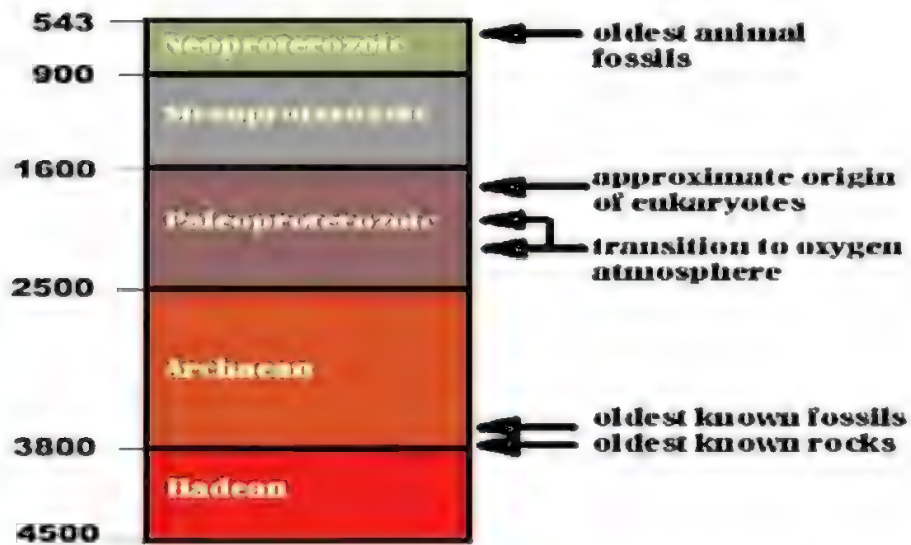 543
Neoproterozoic
oldest animal
fossils
900
Mesoproterozoic
1600
approximate origin
of eukaryotes
Paleoproterozoic
transition to oxygen
atmosphere
2500
Archaean
oldest known fossils
3800
oldest known rocks
Hadean
4500